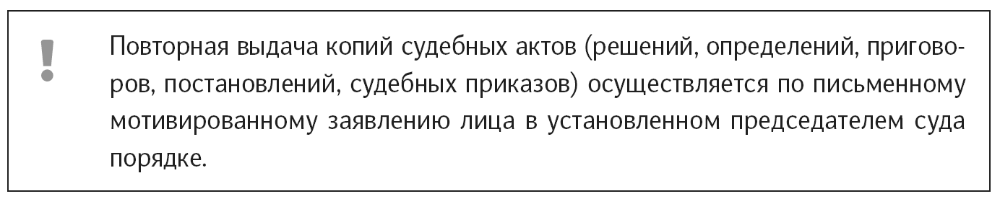 !
Повторная выдача копий судебных актов (решений, определений, пригово-
ров, постановлений, судебных приказов) осуществляется по письменному
мотивированному заявлению лица в установленном председателем суда
порядке.